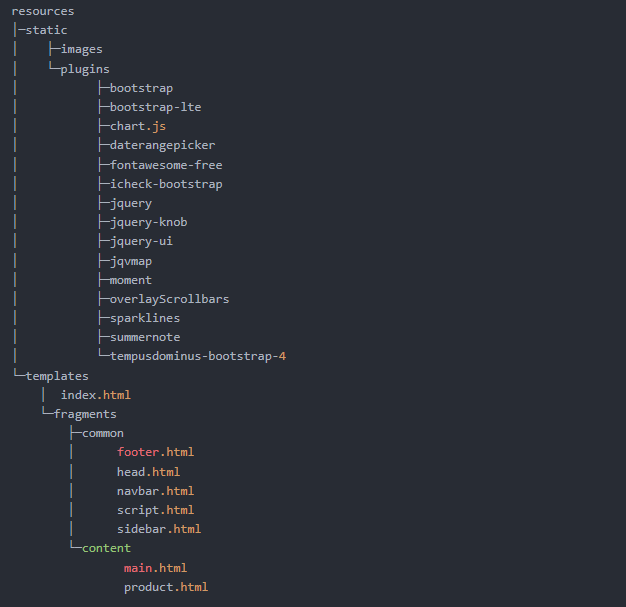 resources
├─static
│    ├─images
│    └─plugins
│           ├─bootstrap
│           ├─bootstrap-lte
│           ├─chart.js
│           ├─daterangepicker
│           ├─fontawesome-free
│           ├─icheck-bootstrap
│           ├─jquery
│           ├─jquery-knob
│           ├─jquery-ui
│           ├─jqvmap
│           ├─moment
│           ├─overlayScrollbars
│           ├─sparklines
│           ├─summernote
│           └─tempusdominus-bootstrap-4
└─templates
    │  index.html
    └─fragments
        ├─common
        │      footer.html
        │      head.html
        │      navbar.html
        │      script.html
        │      sidebar.html
        └─content
                main.html
                product.html